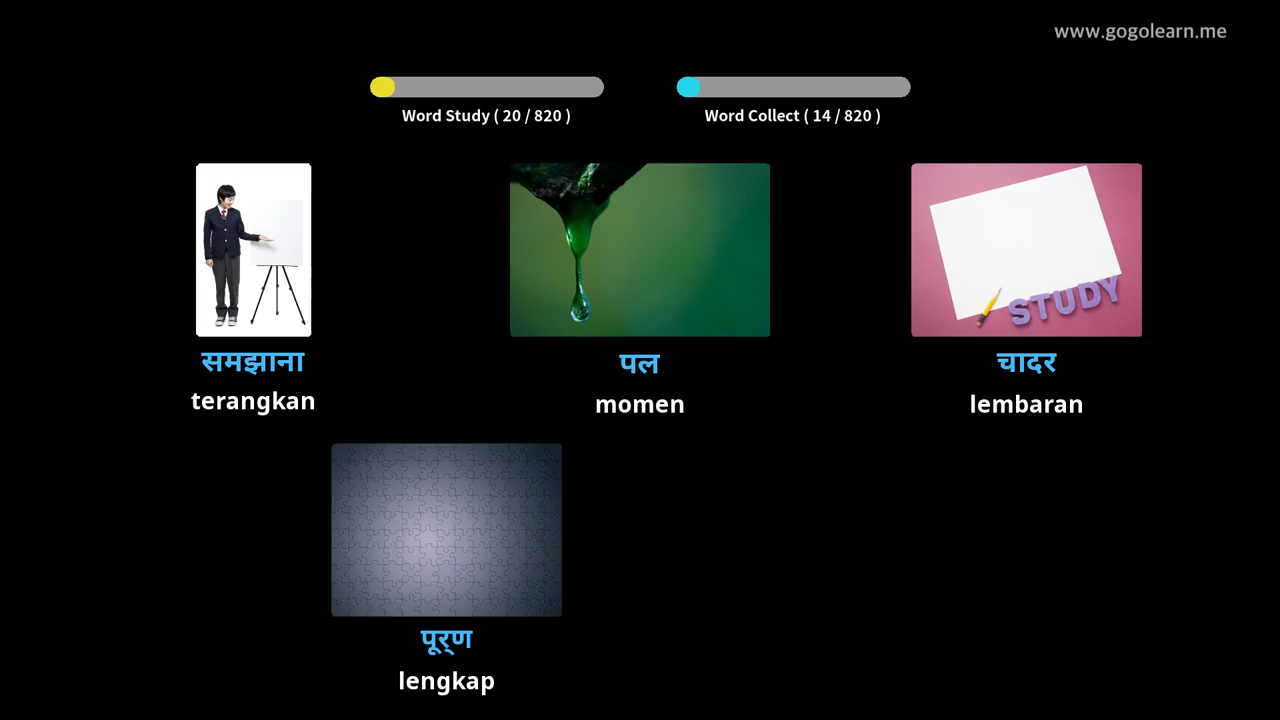 www.gogolearn.me
Word Study ( 20 / 820 )
Word Collect ( 14 / 820 )
STUDY
समझाना
terangkan
पल
momen
चादर
lembaran
पूर्ण
lengkap